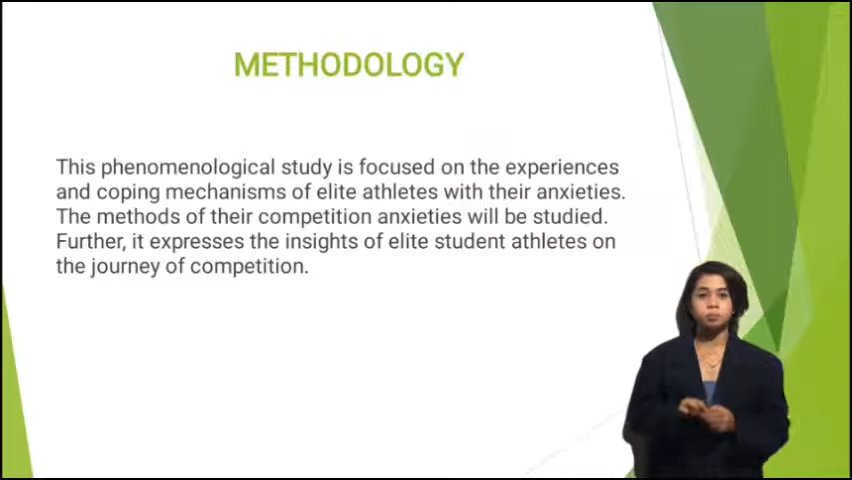 METHODOLOGY
This phenomenological study is focused on the experiences
and coping mechanisms of elite athletes with their anxieties.
The methods of their competition anxieties will be studied.
Further, it expresses the insights of elite student athletes on
the journey of competition.